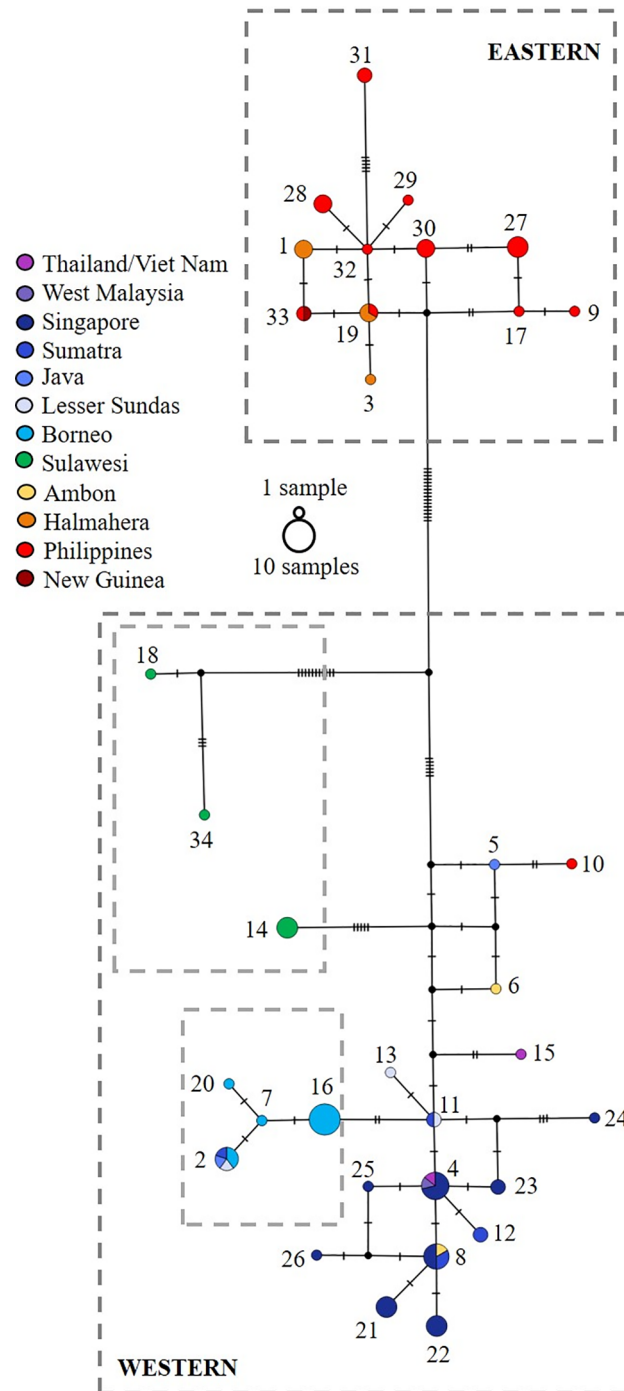 EASTERN
31
28
29
30
27
1
32
33
19
17
9
3
Thailand/Viet Nam
West Malaysia
Singapore
Sumatra
Java
Lesser Sundas
Borneo
Sulawesi
Ambon
Halmahera
Philippines
New Guinea
1 sample
10 samples
18
34
5
10
14
6
15
13
20
7
16
11
24
2
25
4
23
12
26
8
21
22
WESTERN